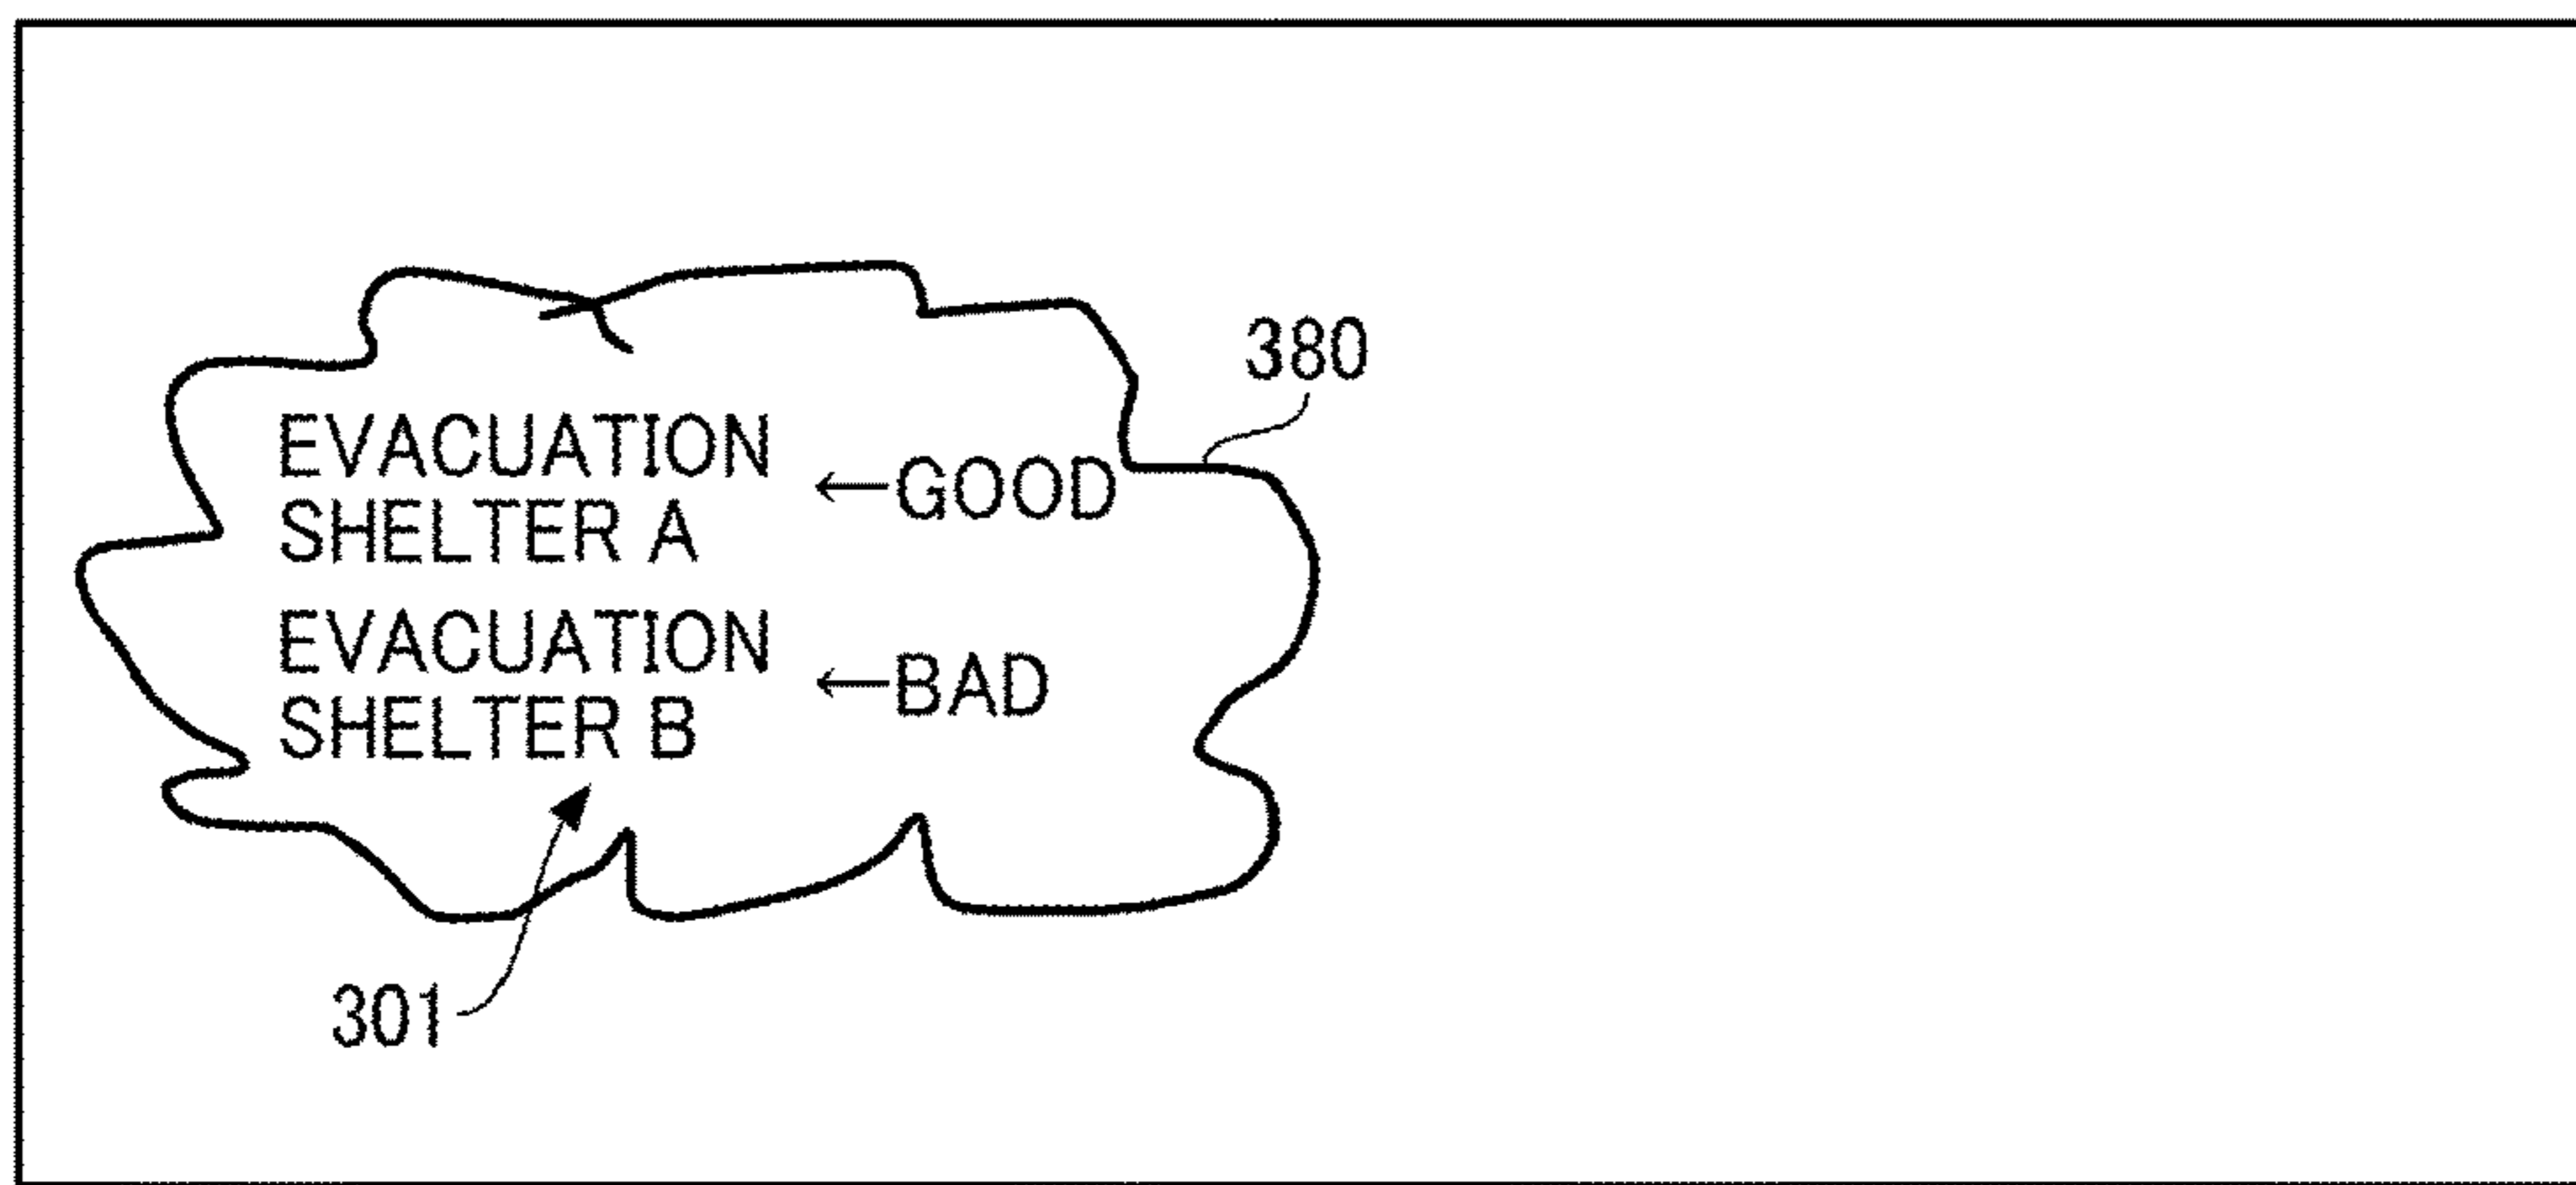 380
EVACUATION
SHELTER A
←GOOD
EVACUATION
SHELTER B
←BAD
301